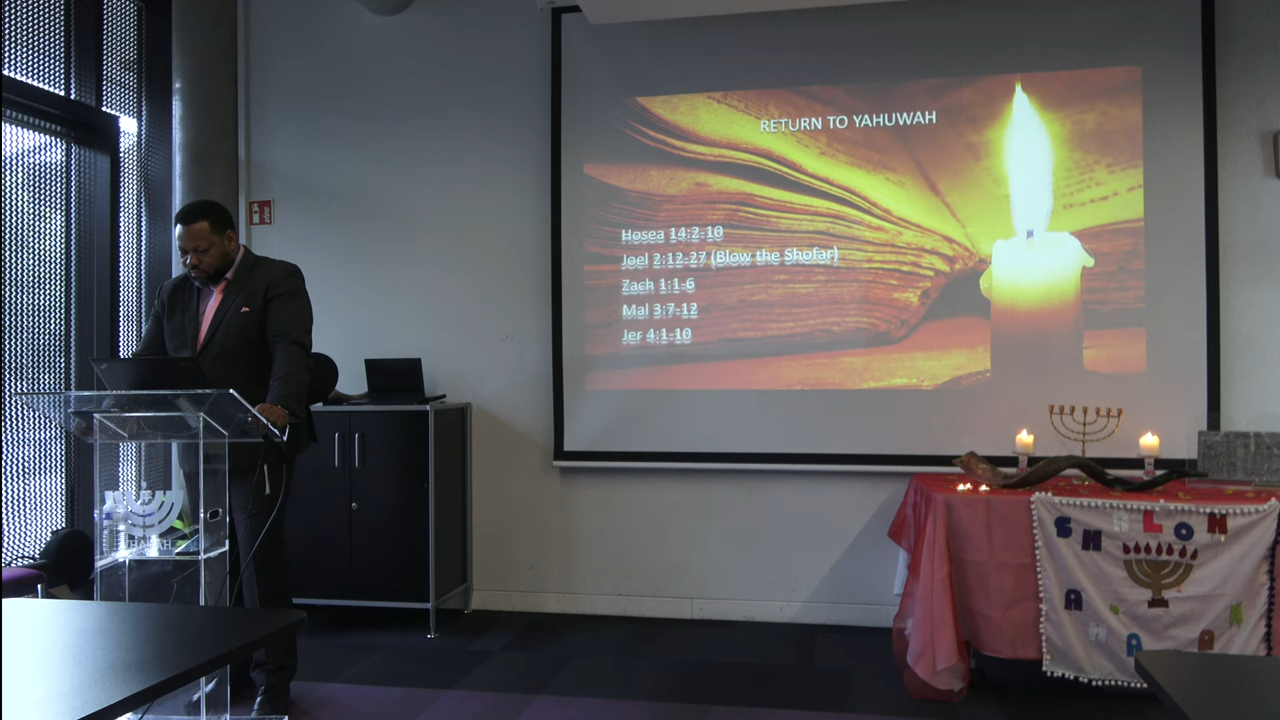 RETURN TO YAHUWAH
Hosea 14:2-10
Joel 2:12-27 (Blow the Shofar)
Zach 1:1-6
Mal 3:7-12
Jer 4:1-10
SHALOM